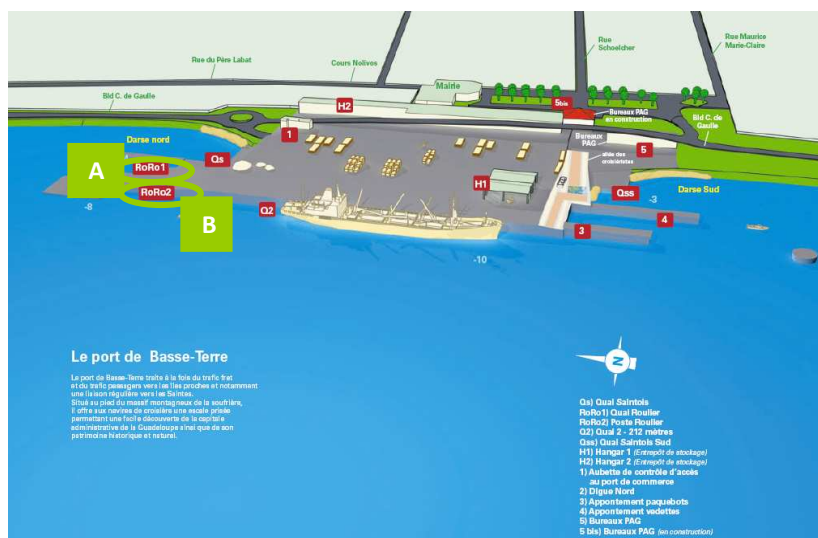 Rue Maurice
Marie-Claire
Rue
Schoelcher
Rue du Père Labat
Cours Nolivos
Mairie
Bld C. de Gaulle
H2
5bis
Bureaux PAG
en construction
Bld C. de
Gaulle
1
Darse nord
Bureaux
PAG
5
A
RoRo1
Qs
allée des
croisiéristes
H1
RoRo2
Qss
-3
Darse Sud
-8
Q2
B
4
3
-10
Le port de Basse-Terre
Le port de Basse-Terre traite à la fois du trafic fret
et du trafic passagers vers les îles proches et notamment
une liaison régulière vers les Saintes.
Situé au pied du massif montagneux de la soufrière,
il offre aux navires de croisière une escale prisée
permettant une facile découverte de la capitale
administrative de la Guadeloupe ainsi que de son
patrimoine historique et naturel.
N
Qs) Quai Saintois
RoRo1) Quai Roulier
RoRo2) Poste Roulier
Q2) Quai 2 - 212 mètres
Qss) Quai Saintois Sud
H1) Hangar 1 (Entrepôt de stockage)
H2) Hangar 2 (Entrepôt de stockage)
1) Aubette de contrôle d'accès
au port de commerce
2) Digue Nord
3) Appontement paquebots
4) Appontement vedettes
5) Bureaux PAG
5 bis) Bureaux PAG (en construction)